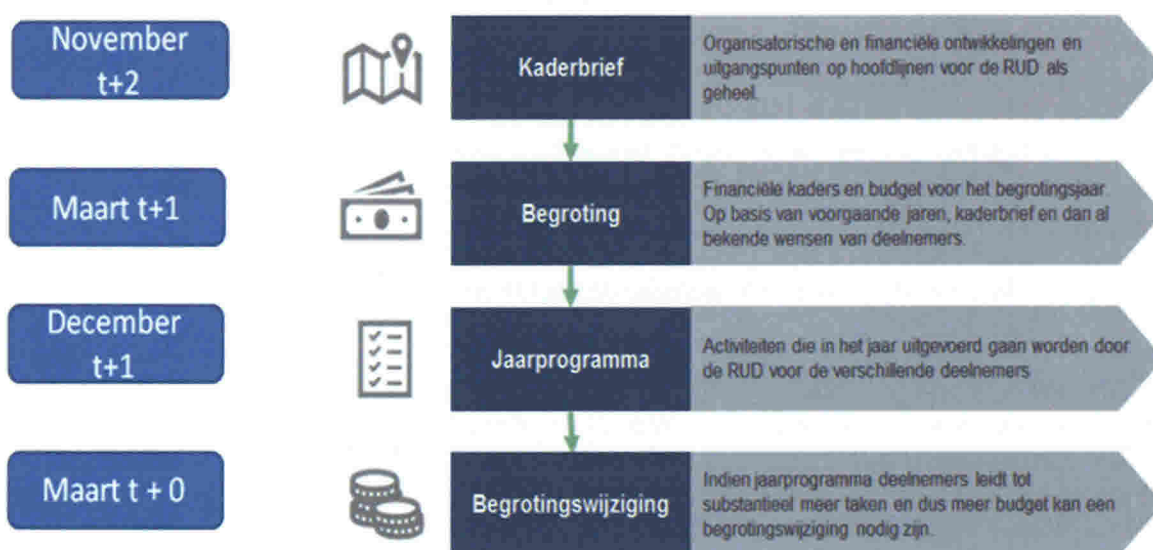 November
t+2
Kaderbrief
Organisatorische en financiële ontwikkelingen en
uitgangspunten op hoofdlijnen voor de RUD als
geheel.
Maart t+1
Begroting
Financiële kaders en budget voor het begrotingsjaar.
Op basis van voorgaande jaren, kaderbrief en dan al
bekende wensen van deelnemers.
December
t+1
Jaarprogramma
Activiteiten die in het jaar uitgevoerd gaan worden door
de RUD voor de verschillende deelnemers
Maart t + 0
Begrotingswijziging
Indien jaarprogramma deelnemers leidt tot
substantieel meer taken en dus meer budget kan een
begrotingswijziging nodig zijn.